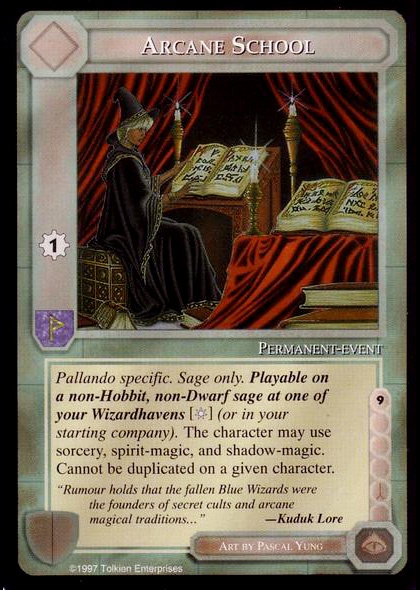 ARCANE SCHOOL
1
PERMANENT-EVENT
Pallando specific. Sage only. Playable on
a non-Hobbit, non-Dwarf sage at one of
your Wizardhavens [☼] (or in your
starting company). The character may use
sorcery, spirit-magic, and shadow-magic.
Cannot be duplicated on a given character.
9
“Rumour holds that the fallen Blue Wizards were
the founders of secret cults and arcane
magical traditions...” —Kuduk Lore
ART BY PASCAL YUNG
©1997 Tolkien Enterprises